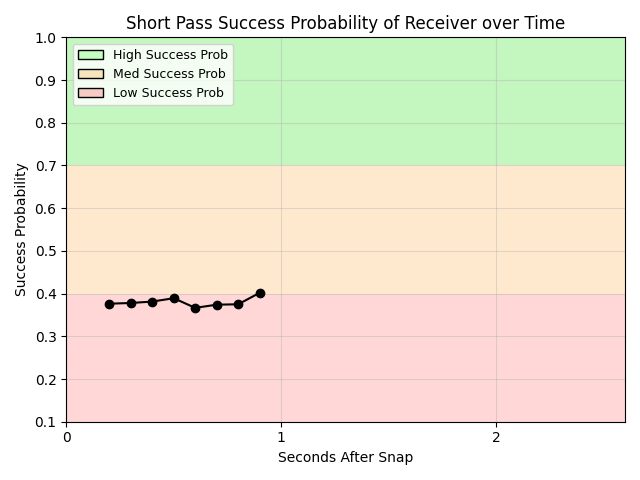 Short Pass Success Probability of Receiver over Time
High Success Prob
Med Success Prob
Low Success Prob
Success Probability
1.0
0.9
0.8
0.7
0.6
0.5
0.4
0.3
0.2
0.1
0 1 2
Seconds After Snap